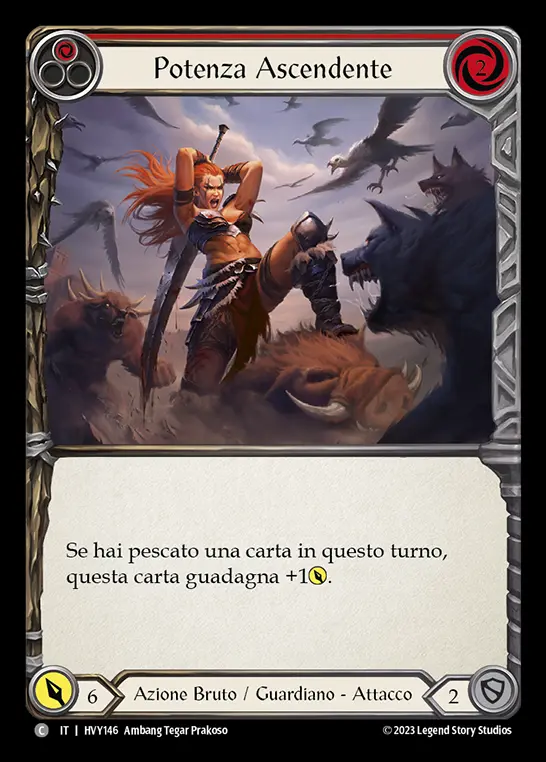 Potenza Ascendente
2
Se hai pescato una carta in questo turno,
questa carta guadagna +1.
6
Azione Bruto / Guardiano - Attacco
2
C IT | HVY146 Ambang Tegar Prakoso
© 2023 Legend Story Studios